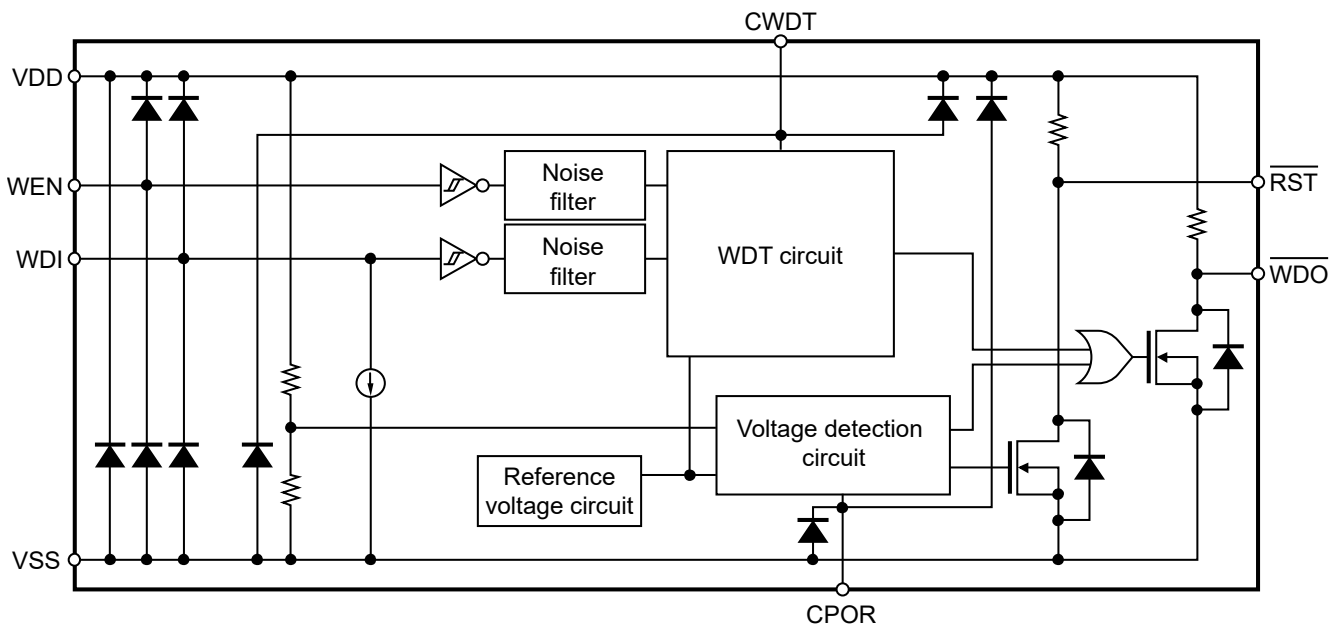 CWDT
VDD
WEN
WDI
VSS
Noise
filter
Noise
filter
WDT circuit
Voltage detection
circuit
Reference
voltage circuit
RST
WDO
CPOR